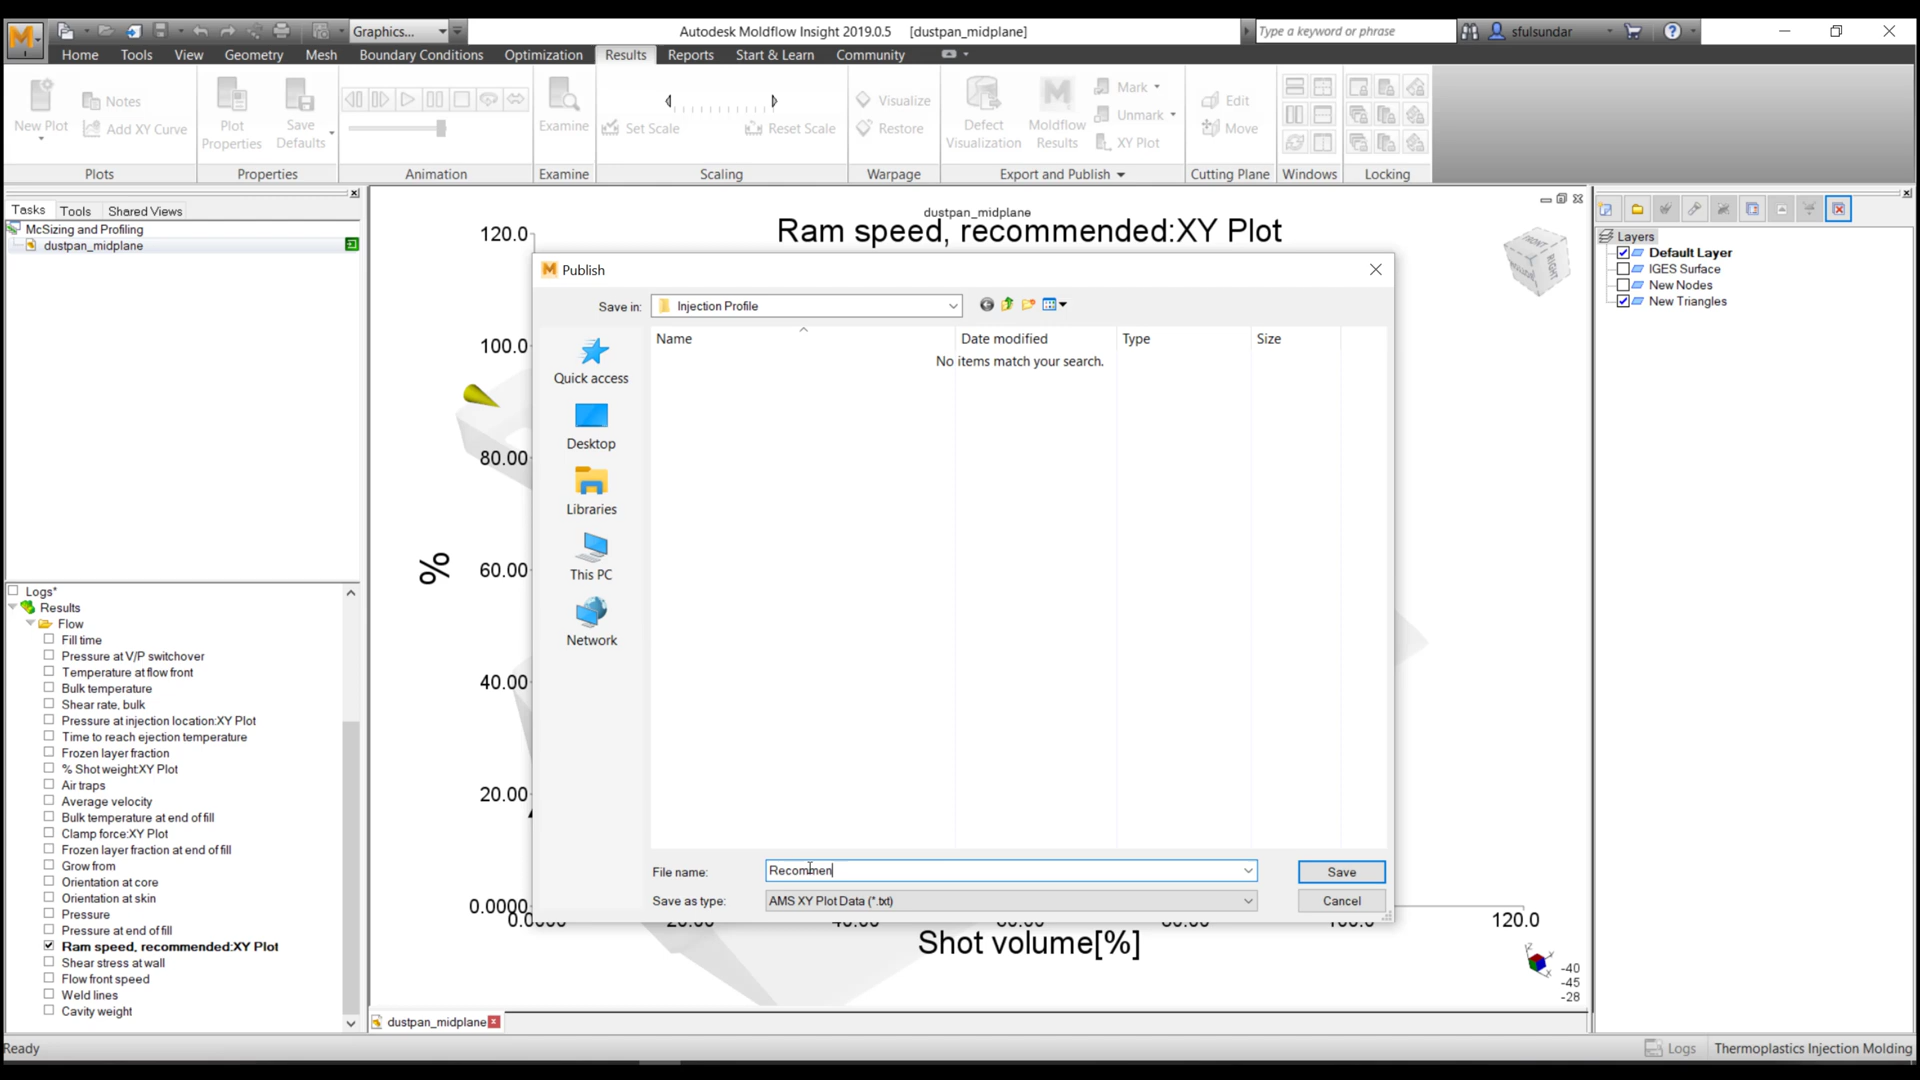 Graphics...
Autodesk Moldflow Insight 2019.0.5 [dustpan_midplane]
Type a keyword or phrase
sfulsundar
Home Tools View Geometry Mesh Boundary Conditions Optimization Results Reports Start & Learn Community
New Plot
Notes
Add XY Curve
Plots
Plot Properties
Save Defaults
Properties
Animation
Examine
Examine
Set Scale
Reset Scale
Scaling
Visualize
Restore
Warpage
Defect Visualization
Moldflow Results
Mark
Unmark
XY Plot
Export and Publish
Edit
Move
Cutting Plane
Windows
Locking
Tasks Tools Shared Views
McSizing and Profiling
dustpan_midplane
Logs*
Results
Flow
Fill time
Pressure at V/P switchover
Temperature at flow front
Bulk temperature
Shear rate, bulk
Pressure at injection location:XY Plot
Time to reach ejection temperature
Frozen layer fraction
% Shot weight:XY Plot
Air traps
Average velocity
Bulk temperature at end of fill
Clamp force:XY Plot
Frozen layer fraction at end of fill
Grow from
Orientation at core
Orientation at skin
Pressure
Pressure at end of fill
Ram speed, recommended:XY Plot
Shear stress at wall
Flow front speed
Weld lines
Cavity weight
dustpan_midplane
Ram speed, recommended:XY Plot
120.0
100.0
80.00
60.00
40.00
20.00
0.0000
%
120.0
Shot volume[%]
FRONT
RIGHT
BOTTOM
-40
-45
-28
Publish
Save in:
Injection Profile
Name
Date modified
Type
Size
No items match your search.
Quick access
Desktop
Libraries
This PC
Network
File name:
Recommen
Save
Save as type:
AMS XY Plot Data (*.txt)
Cancel
Layers
Default Layer
IGES Surface
New Nodes
New Triangles
dustpan_midplane
Ready
Logs
Thermoplastics Injection Molding